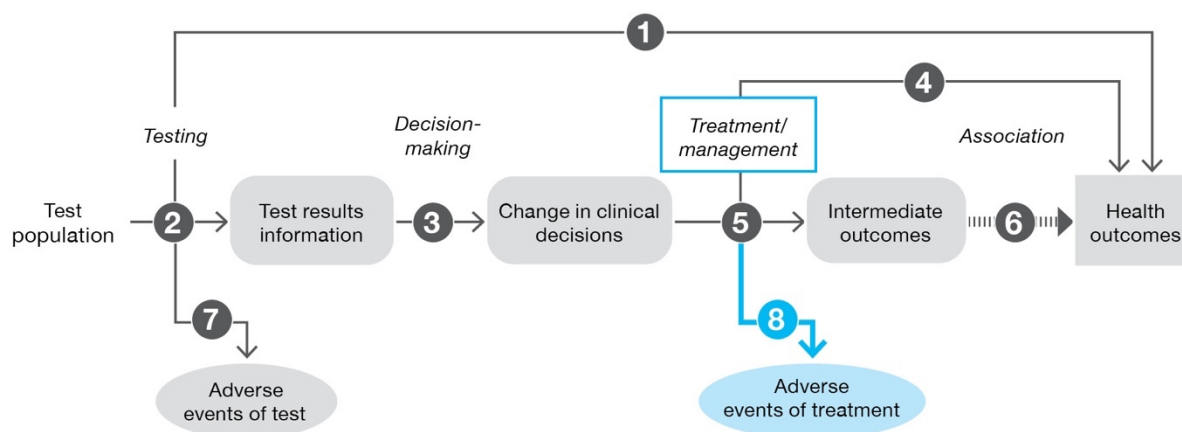 1
4
Testing
Decision-
making
Treatment/
management
Association
Test
population
2
Test results
information
3
Change in clinical
decisions
5
Intermediate
outcomes
6
Health
outcomes
7
8
Adverse
events of test
Adverse
events of treatment